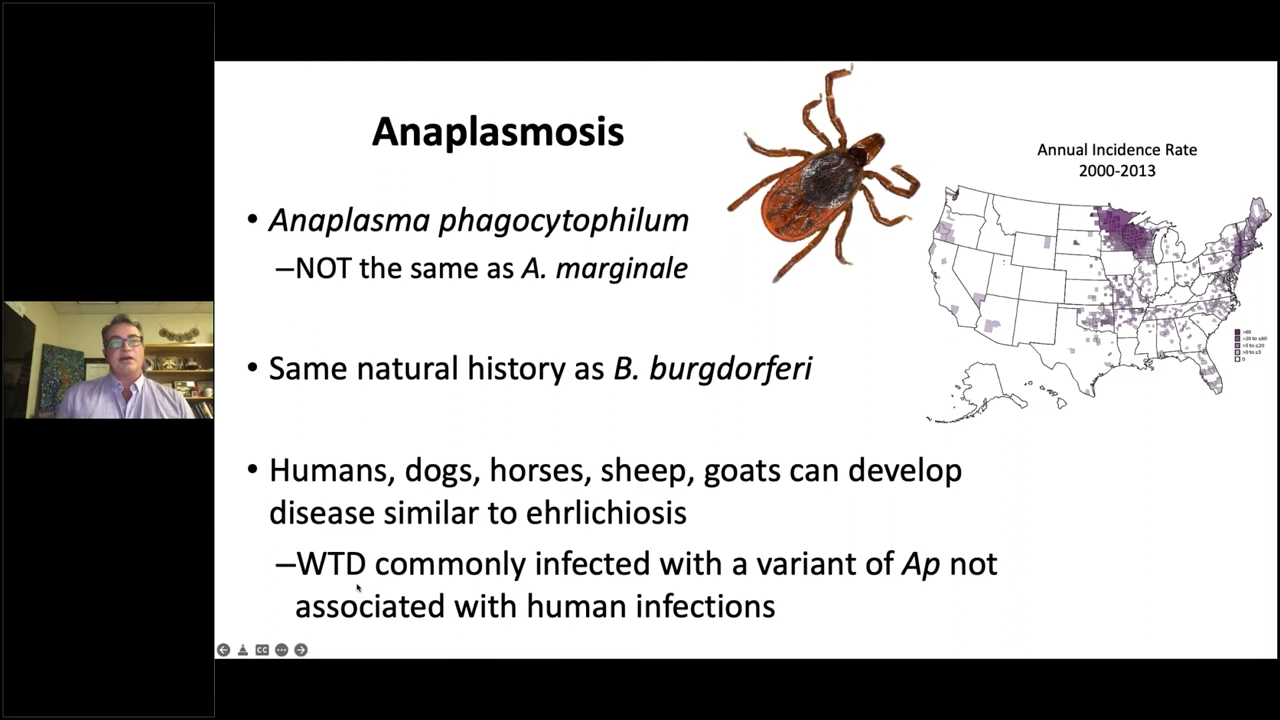 Anaplasmosis
Annual Incidence Rate
2000-2013
• Anaplasma phagocytophilum
–NOT the same as A. marginale
• Same natural history as B. burgdorferi
• Humans, dogs, horses, sheep, goats can develop
disease similar to ehrlichiosis
–WTD commonly infected with a variant of Ap not
associated with human infections
CC